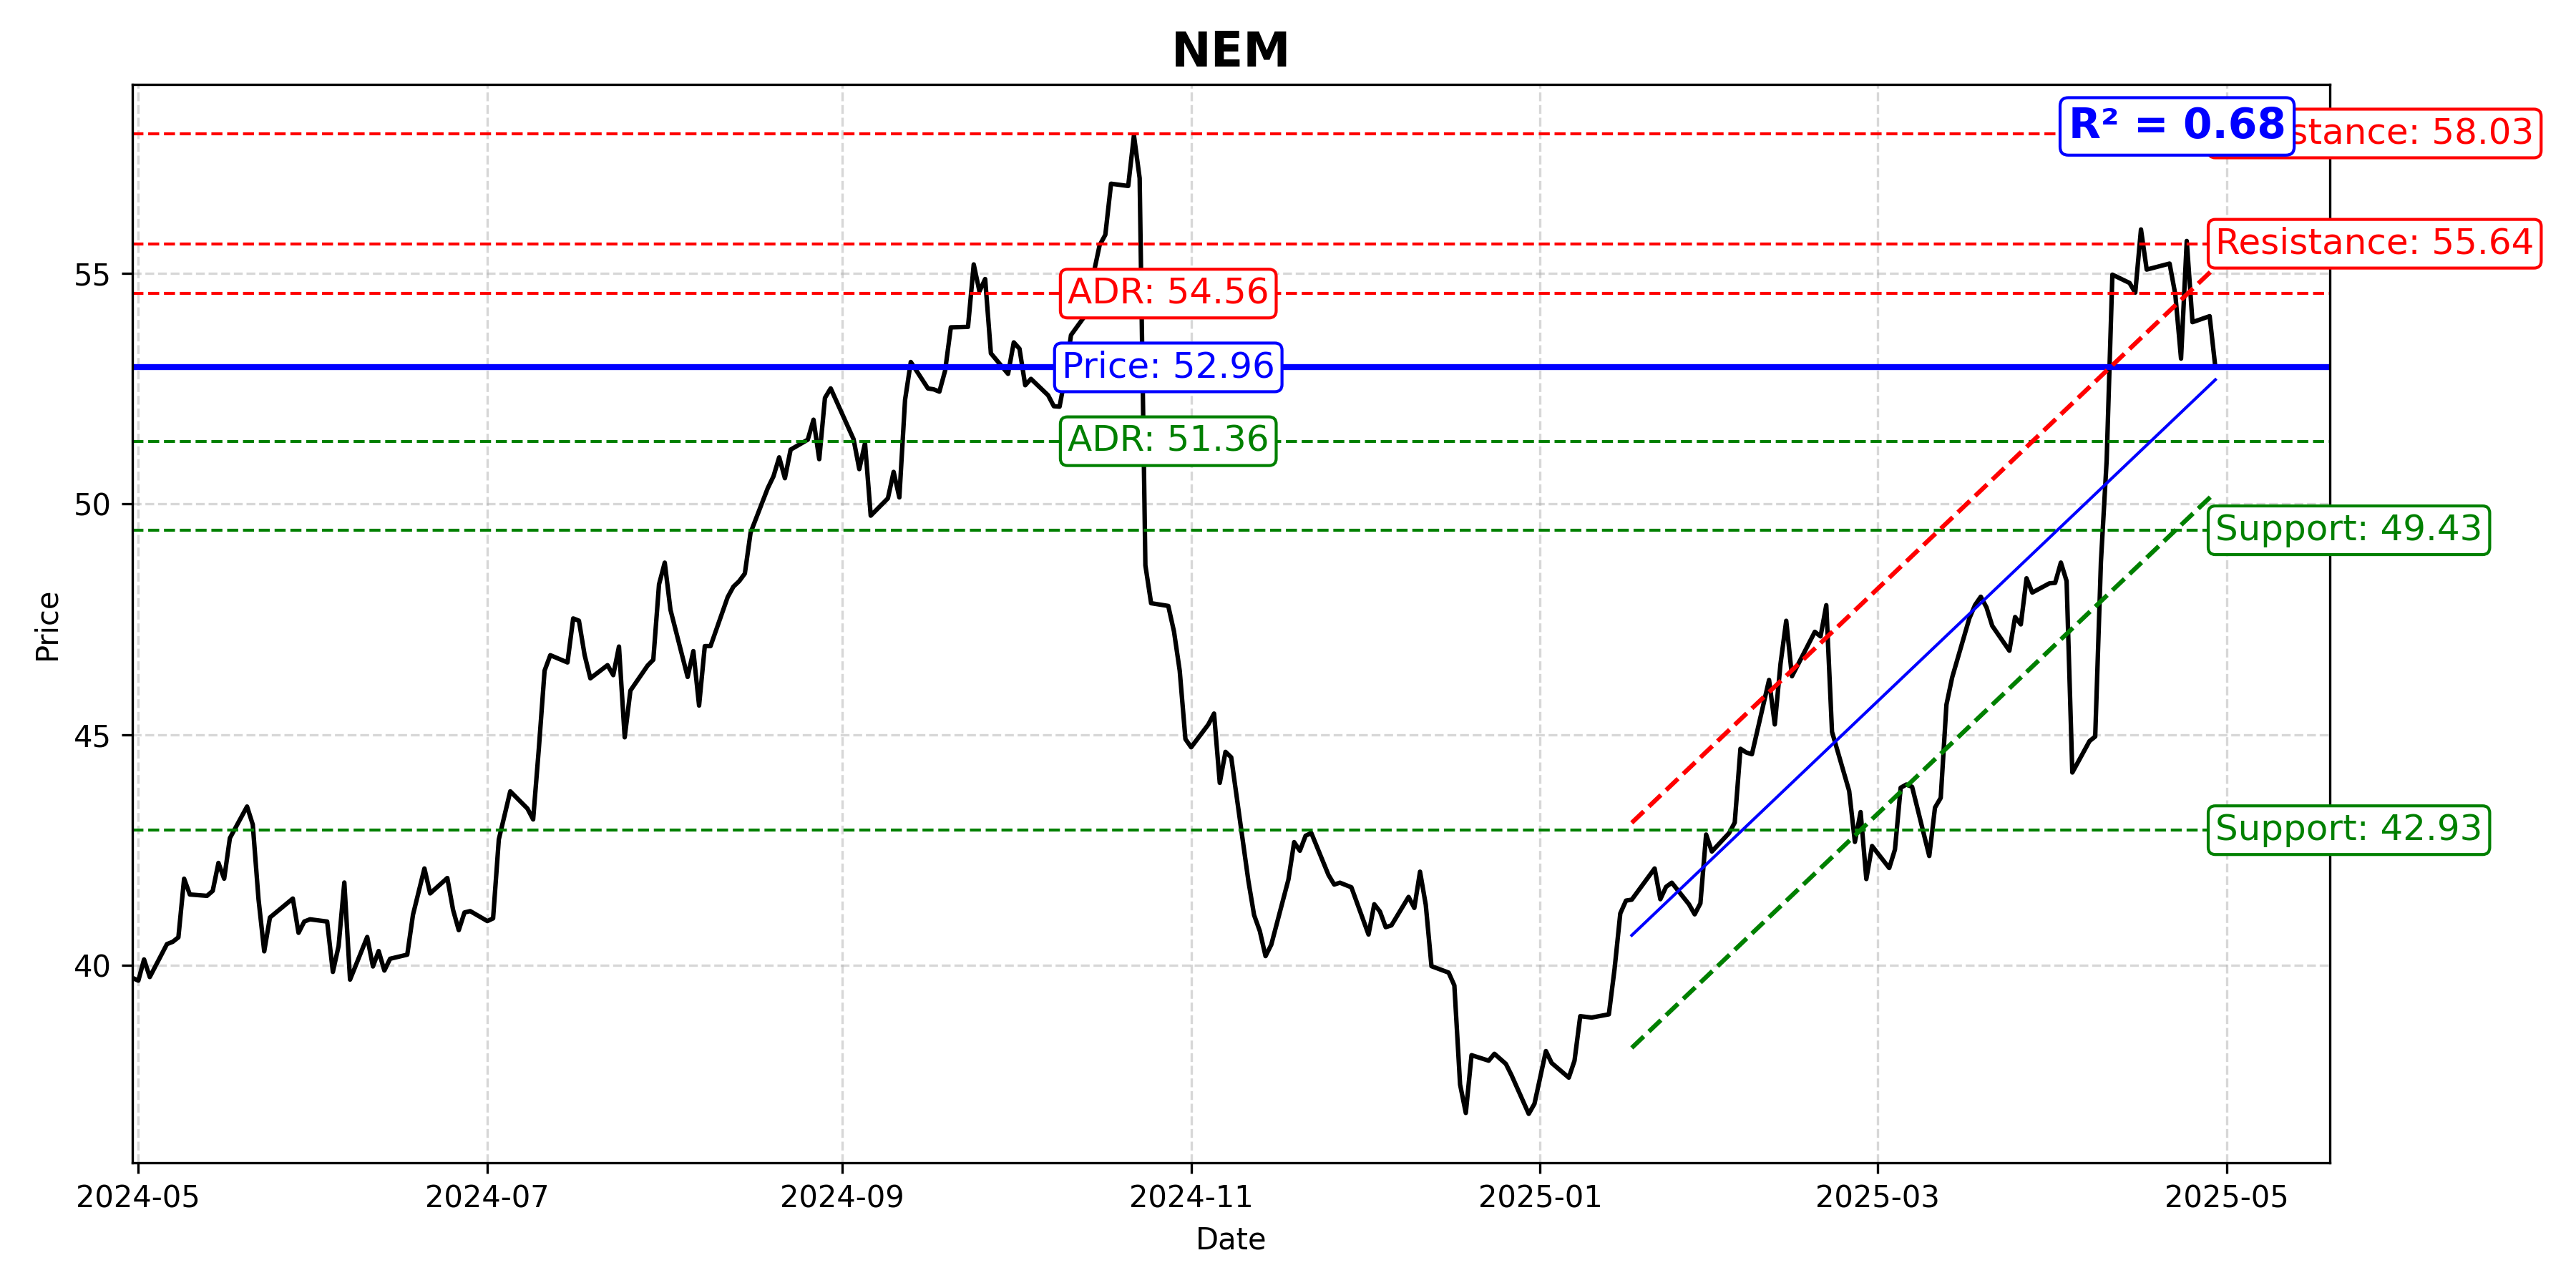 NEM
R² = 0.68
stance: 58.03
Resistance: 55.64
ADR: 54.56
Price: 52.96
ADR: 51.36
Support: 49.43
Support: 42.93
Price
55
50
45
40
2024-05
2024-07
2024-09
2024-11
2025-01
2025-03
2025-05
Date